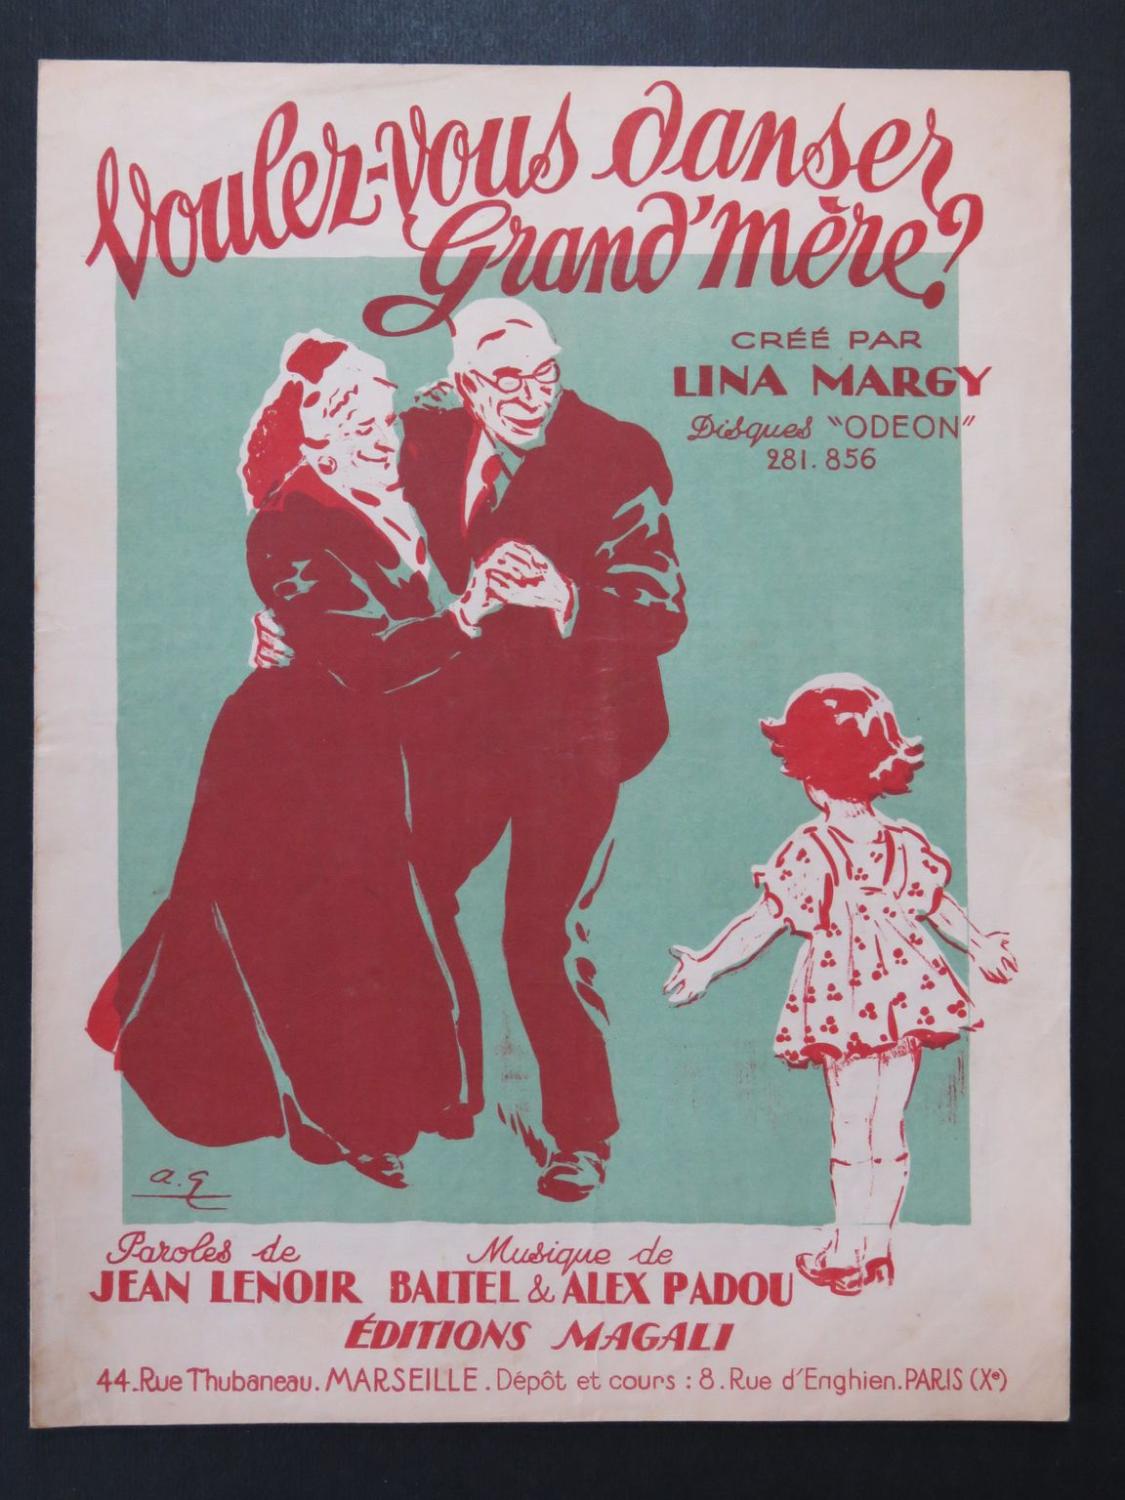 Voulez-vous danser
Grand'mère?
CRÉÉ PAR
LINA MARGY
Disques "ODEON"
281.856
a.G
Paroles de
JEAN LENOIR
Musique de
BALTEL & ALEX PADOU
ÉDITIONS MAGALI
44.Rue Thubaneau. MARSEILLE. Dépôt et cours : 8. Rue d'Enghien. PARIS (Xe)